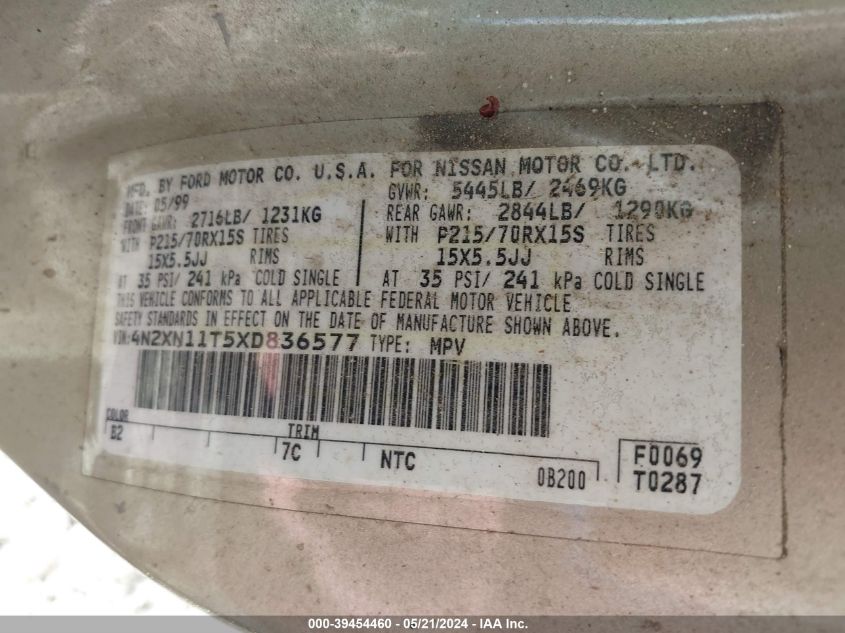 MFD. BY FORD MOTOR CO. U.S.A. FOR NISSAN MOTOR CO. LTD.
DATE: 05/99
GVWR: 5445LB/ 2469KG
FRONT GAWR: 2716LB/ 1231KG
REAR GAWR: 2844LB/ 1290KG
WITH P215/70RX15S TIRES
WITH P215/70RX15S TIRES
15X5.5JJ RIMS
15X5.5JJ RIMS
AT 35 PSI/ 241 kPa COLD SINGLE
AT 35 PSI/ 241 kPa COLD SINGLE
THIS VEHICLE CONFORMS TO ALL APPLICABLE FEDERAL MOTOR VEHICLE
SAFETY STANDARDS IN EFFECT ON THE DATE OF MANUFACTURE SHOWN ABOVE.
VIN: 4N2XN11T5XD836577 TYPE: MPV
COLOR TRIM
B2 7C NTC 0B200
F0069
T0287
000-39454460 - 05/21/2024 - IAA Inc.